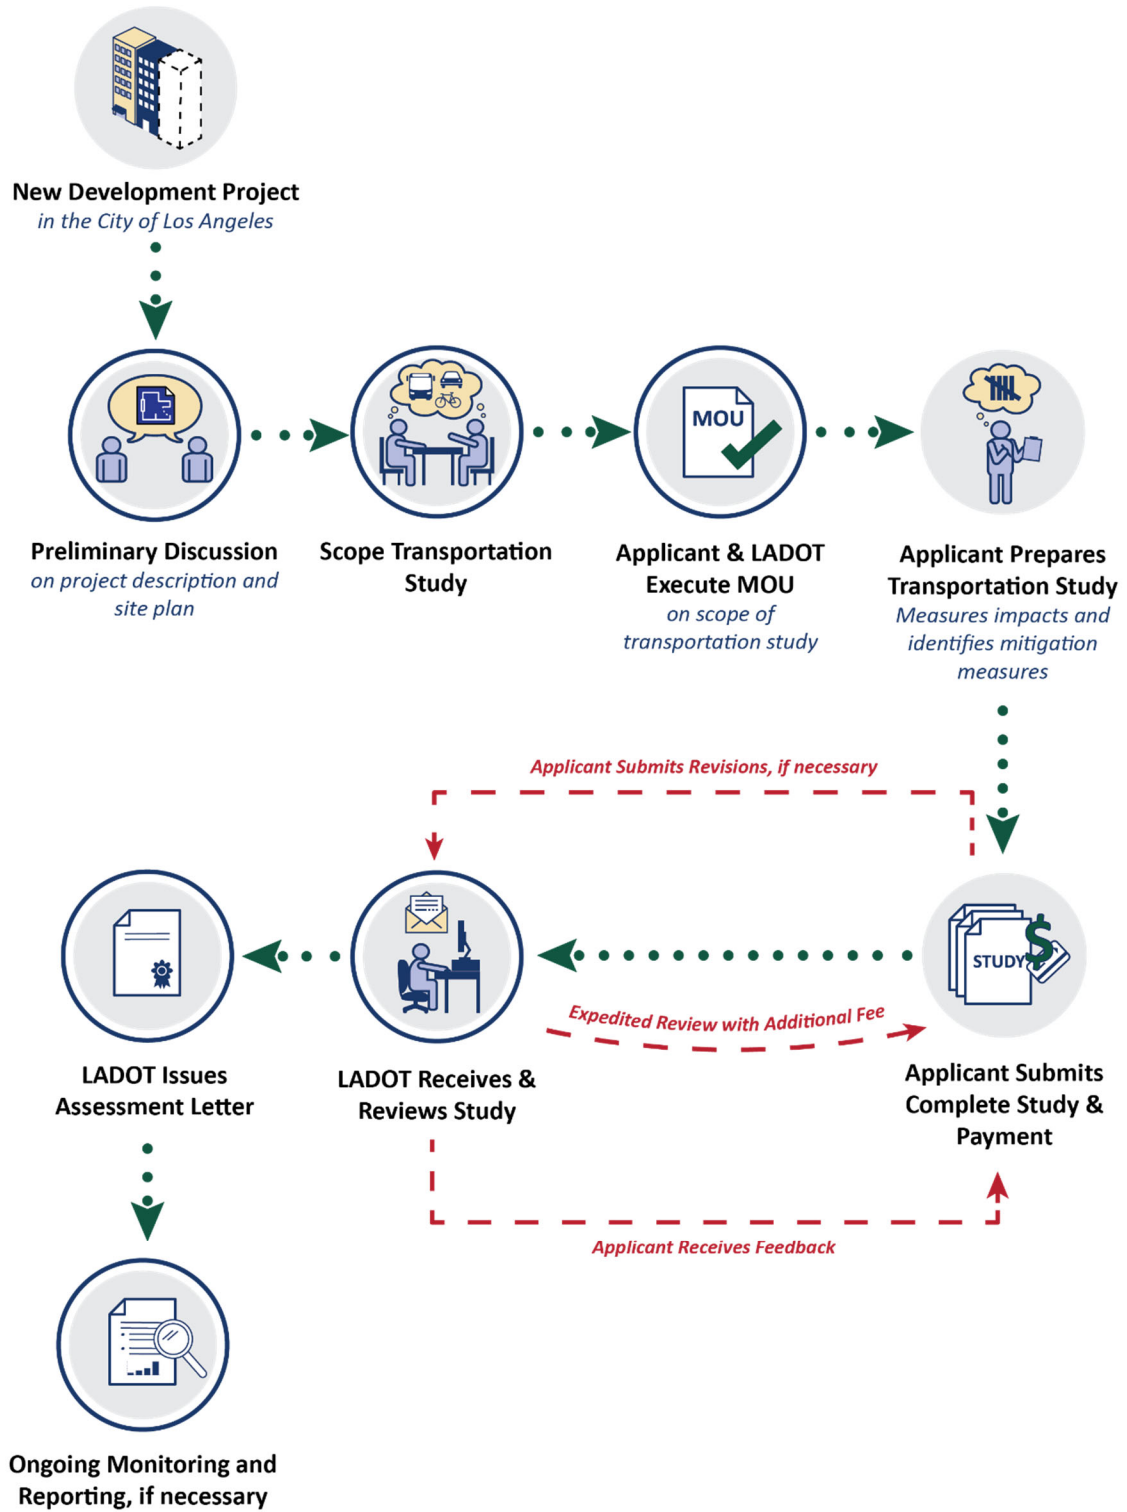 New Development Project
in the City of Los Angeles
Preliminary Discussion
on project description and
site plan
Scope Transportation
Study
MOU
Applicant & LADOT
Execute MOU
on scope of
transportation study
Applicant Prepares
Transportation Study
Measures impacts and
identifies mitigation
measures
Applicant Submits Revisions, if necessary
STUDY
$
Applicant Submits
Complete Study &
Payment
Expedited Review with Additional Fee
LADOT Receives &
Reviews Study
Applicant Receives Feedback
LADOT Issues
Assessment Letter
Ongoing Monitoring and
Reporting, if necessary